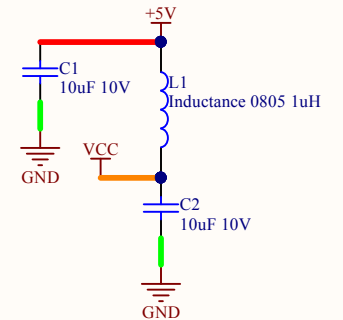 +5V
C1
10uF 10V
L1
Inductance 0805 1uH
GND
VCC
C2
10uF 10V
GND